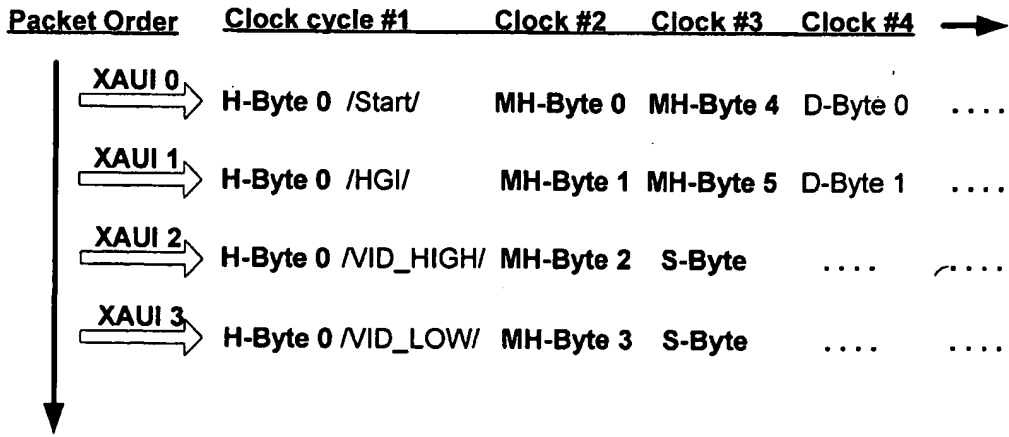 Packet Order Clock cycle #1 Clock #2 Clock #3 Clock #4
XAUI 0 H-Byte 0 /Start/ MH-Byte 0 MH-Byte 4 D-Byte 0 ....
XAUI 1 H-Byte 0 /HGI/ MH-Byte 1 MH-Byte 5 D-Byte 1 ....
XAUI 2 H-Byte 0 /VID_HIGH/ MH-Byte 2 S-Byte .... ....
XAUI 3 H-Byte 0 /VID_LOW/ MH-Byte 3 S-Byte .... ....